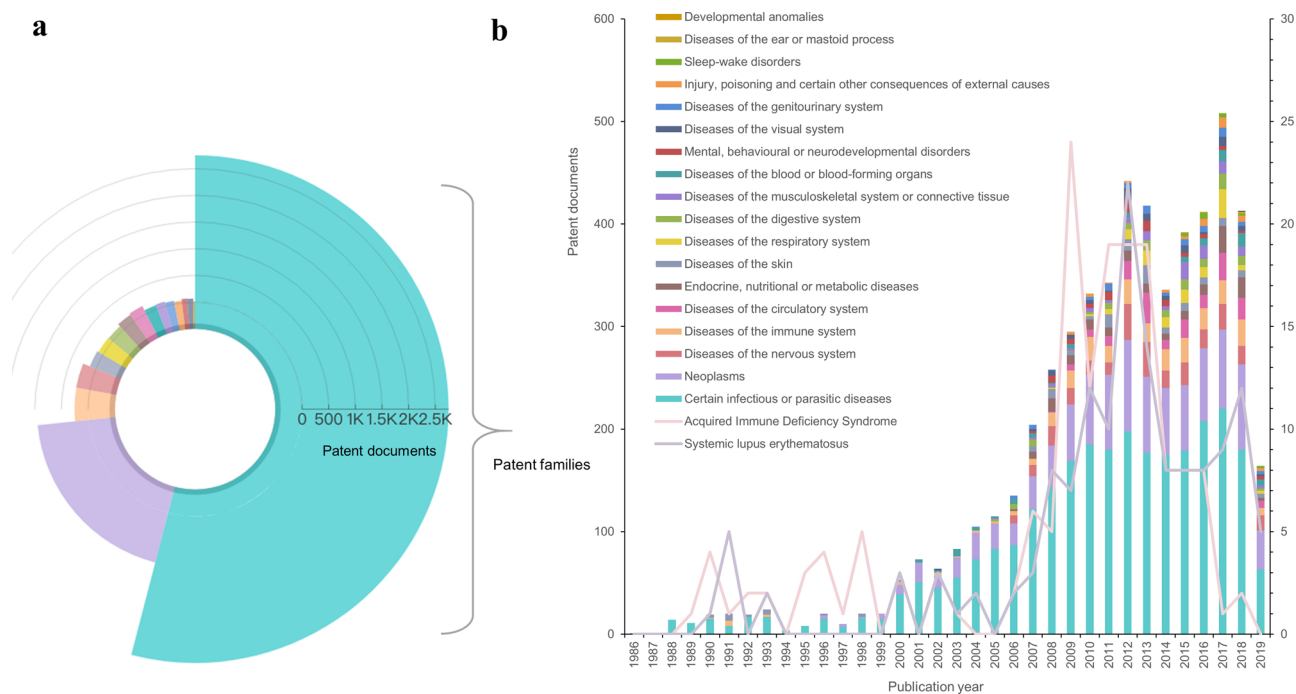 a
0 500 1K 1.5K 2K 2.5K
Patent documents
Patent families
b
Patent documents
600
500
400
300
200
100
0
Developmental anomalies
Diseases of the ear or mastoid process
Sleep-wake disorders
Injury, poisoning and certain other consequences of external causes
Diseases of the genitourinary system
Diseases of the visual system
Mental, behavioural or neurodevelopmental disorders
Diseases of the blood or blood-forming organs
Diseases of the musculoskeletal system or connective tissue
Diseases of the digestive system
Diseases of the respiratory system
Diseases of the skin
Endocrine, nutritional or metabolic diseases
Diseases of the circulatory system
Diseases of the immune system
Diseases of the nervous system
Neoplasms
Certain infectious or parasitic diseases
Acquired Immune Deficiency Syndrome
Systemic lupus erythematosus
30
25
20
15
10
5
0
1986 1987 1988 1989 1990 1991 1992 1993 1994 1995 1996 1997 1998 1999 2000 2001 2002 2003 2004 2005 2006 2007 2008 2009 2010 2011 2012 2013 2014 2015 2016 2017 2018 2019
Publication year